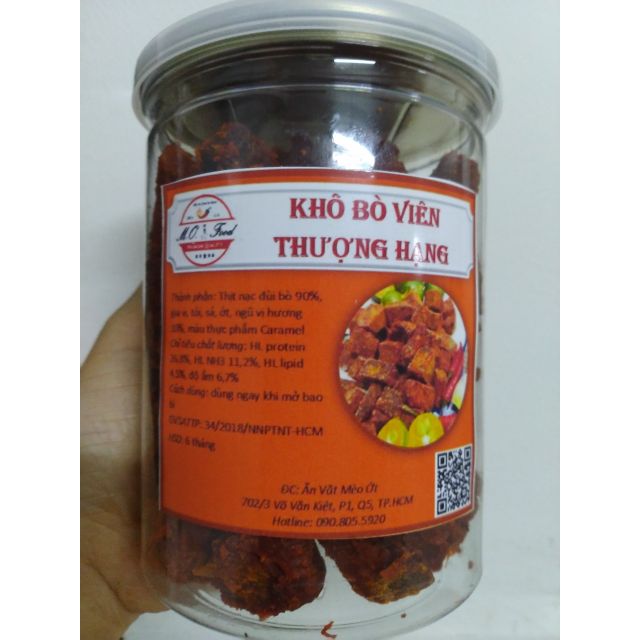 M.O Food
KHÔ BÒ VIÊN
THƯỢNG HẠNG
Thành phần: Thịt nạc đùi bò 90%,
gia vị, tỏi, sả, ớt, ngũ vị hương
10%, màu thực phẩm Caramel
Chỉ tiêu chất lượng: HL protein
26,8%, HL NH3 11,2%, HL lipid
4,5%, độ ẩm 6,7%
Cách dùng: dùng ngay khi mở bao
bì
GVSATTP: 34/2018/NNPTNT-HCM
HSD: 6 tháng
ĐC: Ăn Vặt Mèo Út
702/3 Võ Văn Kiệt, P1, Q5, TP.HCM
Hotline: 090.805.5920